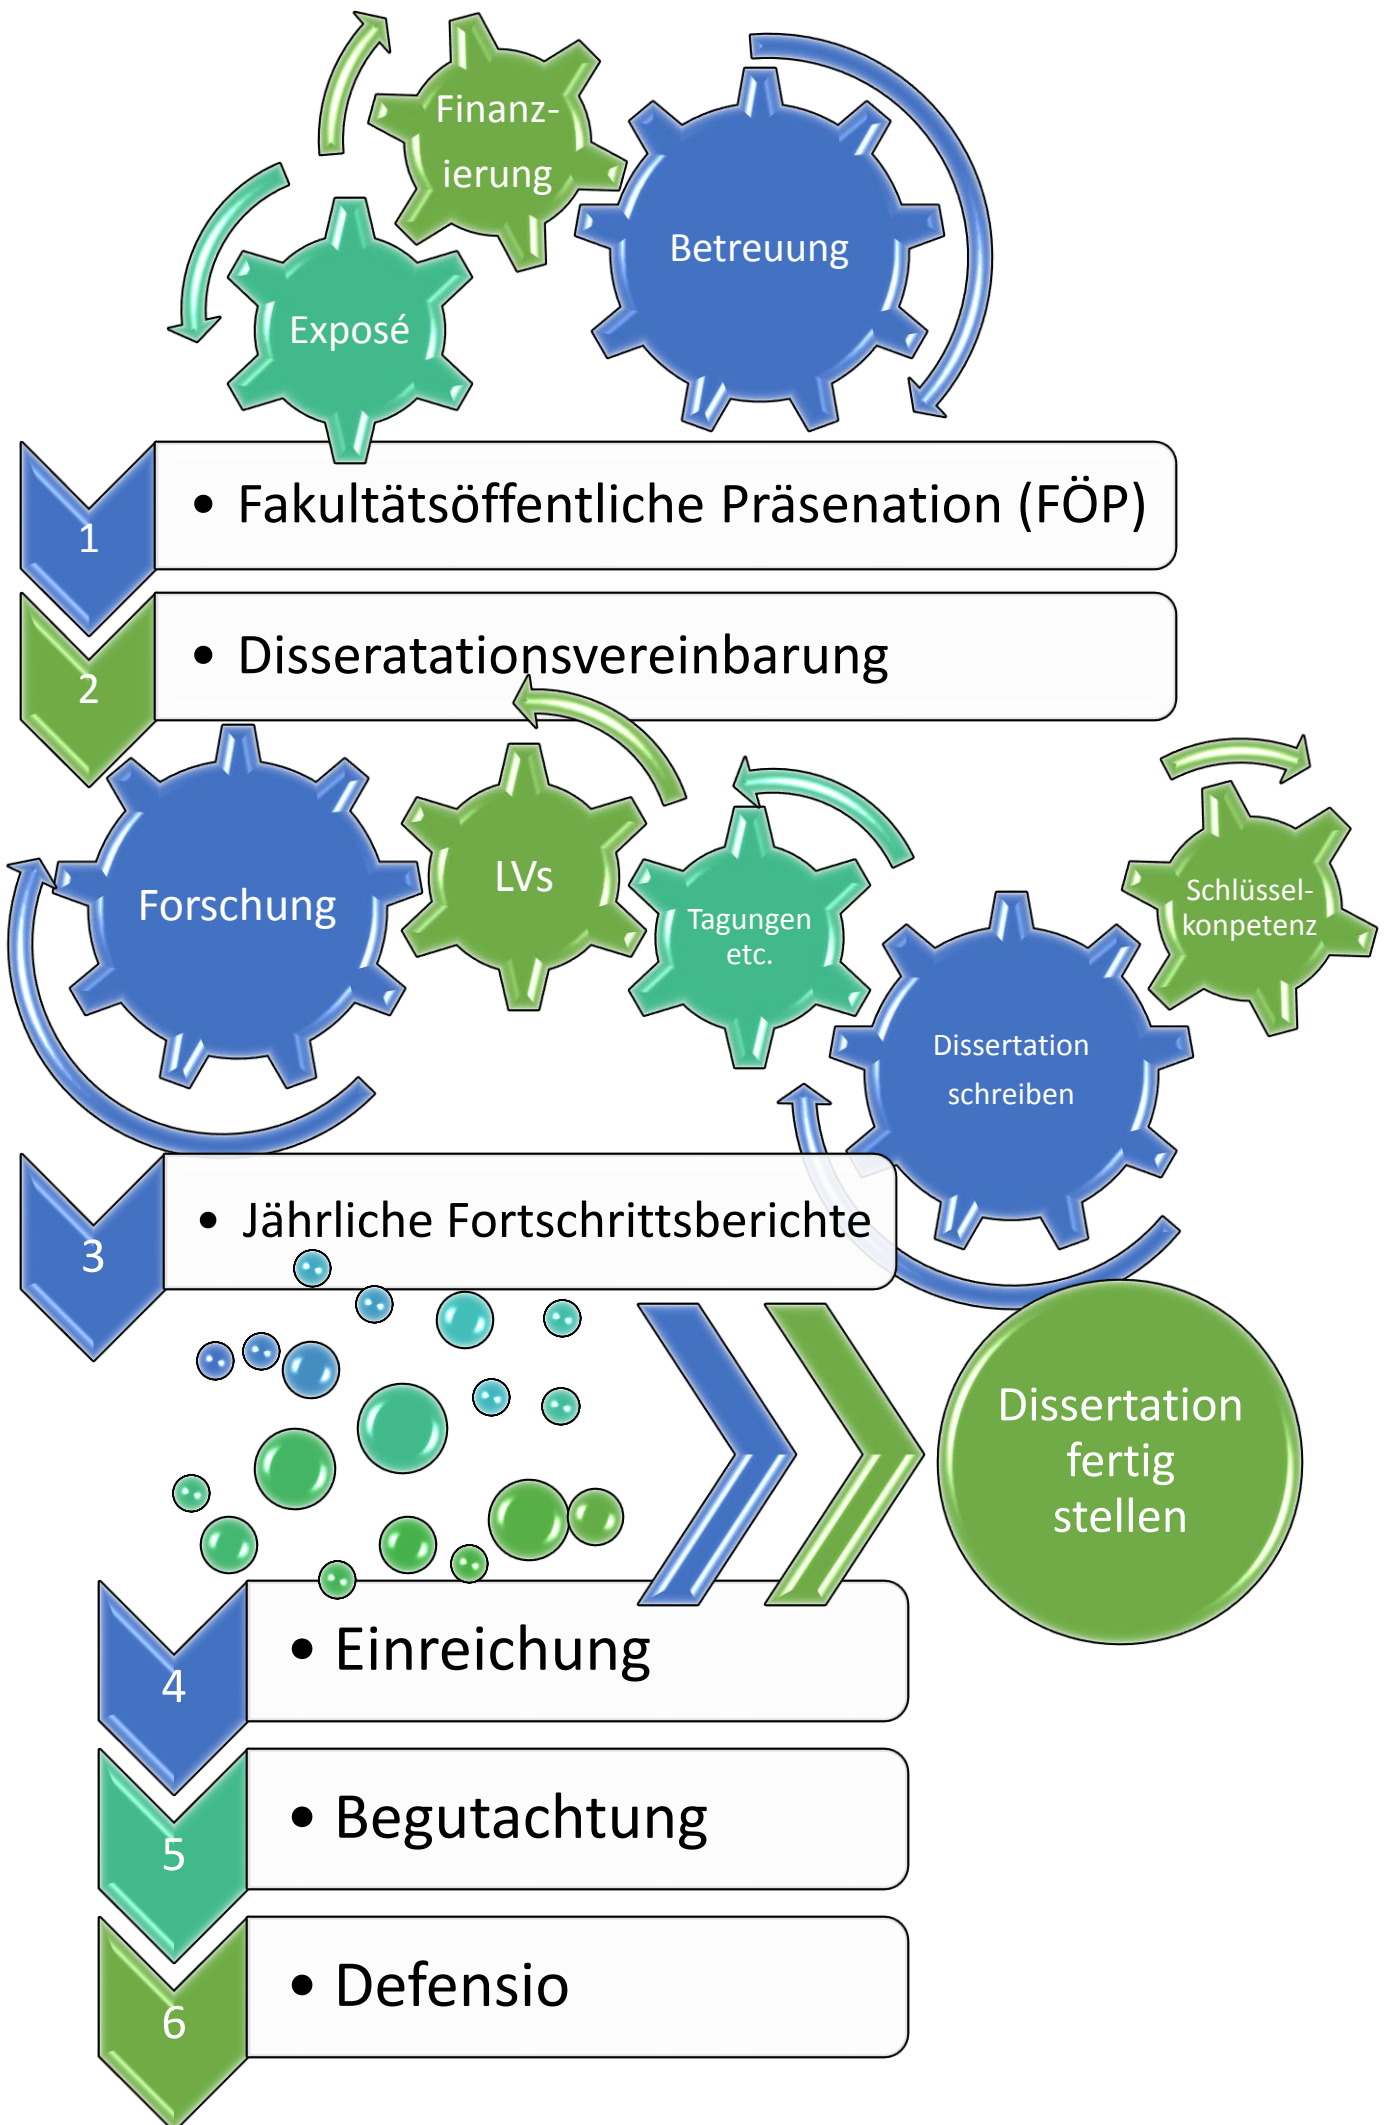 Finanz-
ierung
Betreuung
Exposé
1
• Fakultätsöffentliche Präsenation (FÖP)
2
• Disseratationsvereinbarung
Forschung
LVs
Tagungen
etc.
Schlüssel-
konpetenz
Dissertation
schreiben
3
• Jährliche Fortschrittsberichte
Dissertation
fertig
stellen
4
• Einreichung
5
• Begutachtung
6
• Defensio